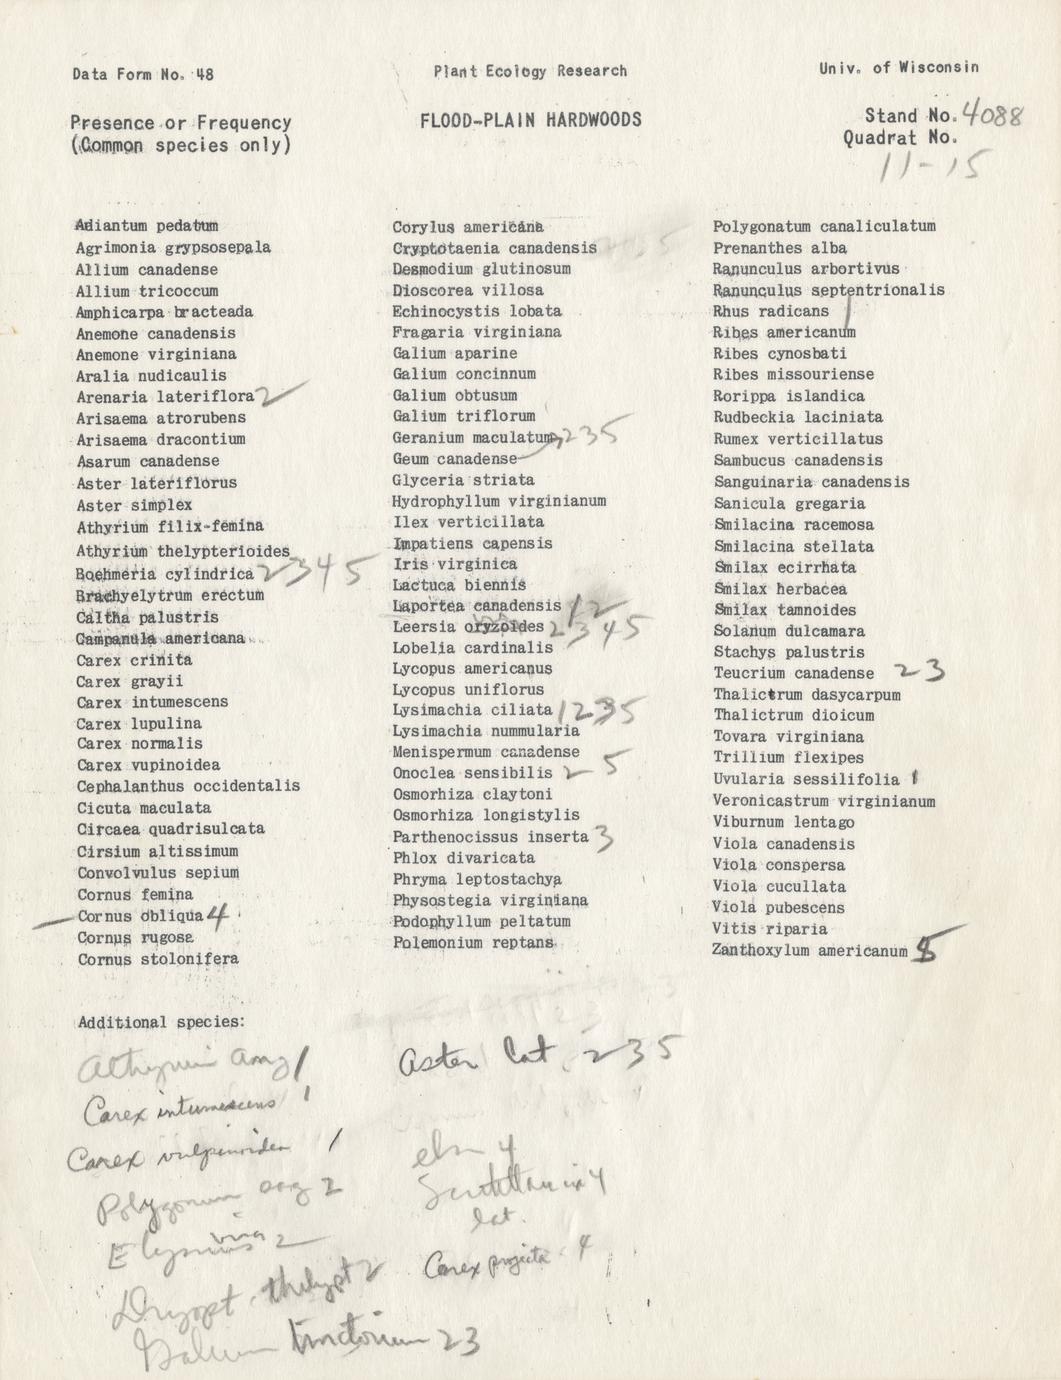 Data Form No. 48
Plant Ecology Research
Univ. of Wisconsin
Presence or Frequency
(Common species only)
FLOOD-PLAIN HARDWOODS
Stand No. 4088
Quadrat No.
11-15
Adiantum pedatum
Agrimonia grypsosepala
Allium canadense
Allium tricoccum
Amphicarpa bracteada
Anemone canadensis
Anemone virginiana
Aralia nudicaulis
Arenaria lateriflora 2
Arisaema atrorubens
Arisaema dracontium
Asarum canadense
Aster lateriflorus
Aster simplex
Athyrium filix-femina
Athyrium thelypterioides
Boehmeria cylindrica 2345
Brachyelytrum erectum
Caltha palustris
Campanula americana
Carex crinita
Carex grayii
Carex intumescens
Carex lupulina
Carex normalis
Carex vupinoidea
Cephalanthus occidentalis
Cicuta maculata
Circaea quadrisulcata
Cirsium altissimum
Convolvulus sepium
Cornus femina
Cornus obliqua 4
Cornus rugosa
Cornus stolonifera
Corylus americana
Cryptotaenia canadensis
Desmodium glutinosum
Dioscorea villosa
Echinocystis lobata
Fragaria virginiana
Galium aparine
Galium concinnum
Galium obtusum
Galium triflorum
Geranium maculatum 235
Geum canadense
Glyceria striata
Hydrophyllum virginianum
Ilex verticillata
Impatiens capensis
Iris virginica
Lactuca biennis
Laportea canadensis 12
Leersia oryzoides 2345
Lobelia cardinalis
Lycopus americanus
Lycopus uniflorus
Lysimachia ciliata 1235
Lysimachia nummularia
Menispermum canadense
Onoclea sensibilis 2 5
Osmorhiza claytoni
Osmorhiza longistylis
Parthenocissus inserta 3
Phlox divaricata
Phryma leptostachya
Physostegia virginiana
Podophyllum peltatum
Polemonium reptans
Polygonatum canaliculatum
Prenanthes alba
Ranunculus arbortivus
Ranunculus septentrionalis
Rhus radicans 1
Ribes americanum
Ribes cynosbati
Ribes missouriense
Rorippa islandica
Rudbeckia laciniata
Rumex verticillatus
Sambucus canadensis
Sanguinaria canadensis
Sanicula gregaria
Smilacina racemosa
Smilacina stellata
Smilax ecirrhata
Smilax herbacea
Smilax tamnoides
Solanum dulcamara
Stachys palustris
Teucrium canadense 2 3
Thalictrum dasycarpum
Thalictrum dioicum
Tovara virginiana
Trillium flexipes
Uvularia sessilifolia 1
Veronicastrum virginianum
Viburnum lentago
Viola canadensis
Viola conspersa
Viola cucullata
Viola pubescens
Vitis riparia
Zanthoxylum americanum 5
Additional species:
Athyrium ang 1
Carex intumescens 1
Carex vulpinoidea 1
Polygonum sag 2
Elymus virg 2
Dryopt. thelypt 2
Galium tinctorium 23
Aster lat. 235
elm 4
4
lat.
Carex projecta 4